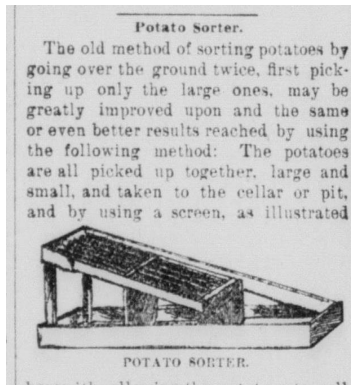 Potato Sorter.
The old method of sorting potatoes by
going over the ground twice, first pick-
ing up only the large ones, may be
greatly improved upon and the same
or even better results reached by using
the following method: The potatoes
are all picked up together, large and
small, and taken to the cellar or pit,
and by using a screen, as illustrated
POTATO SORTER.